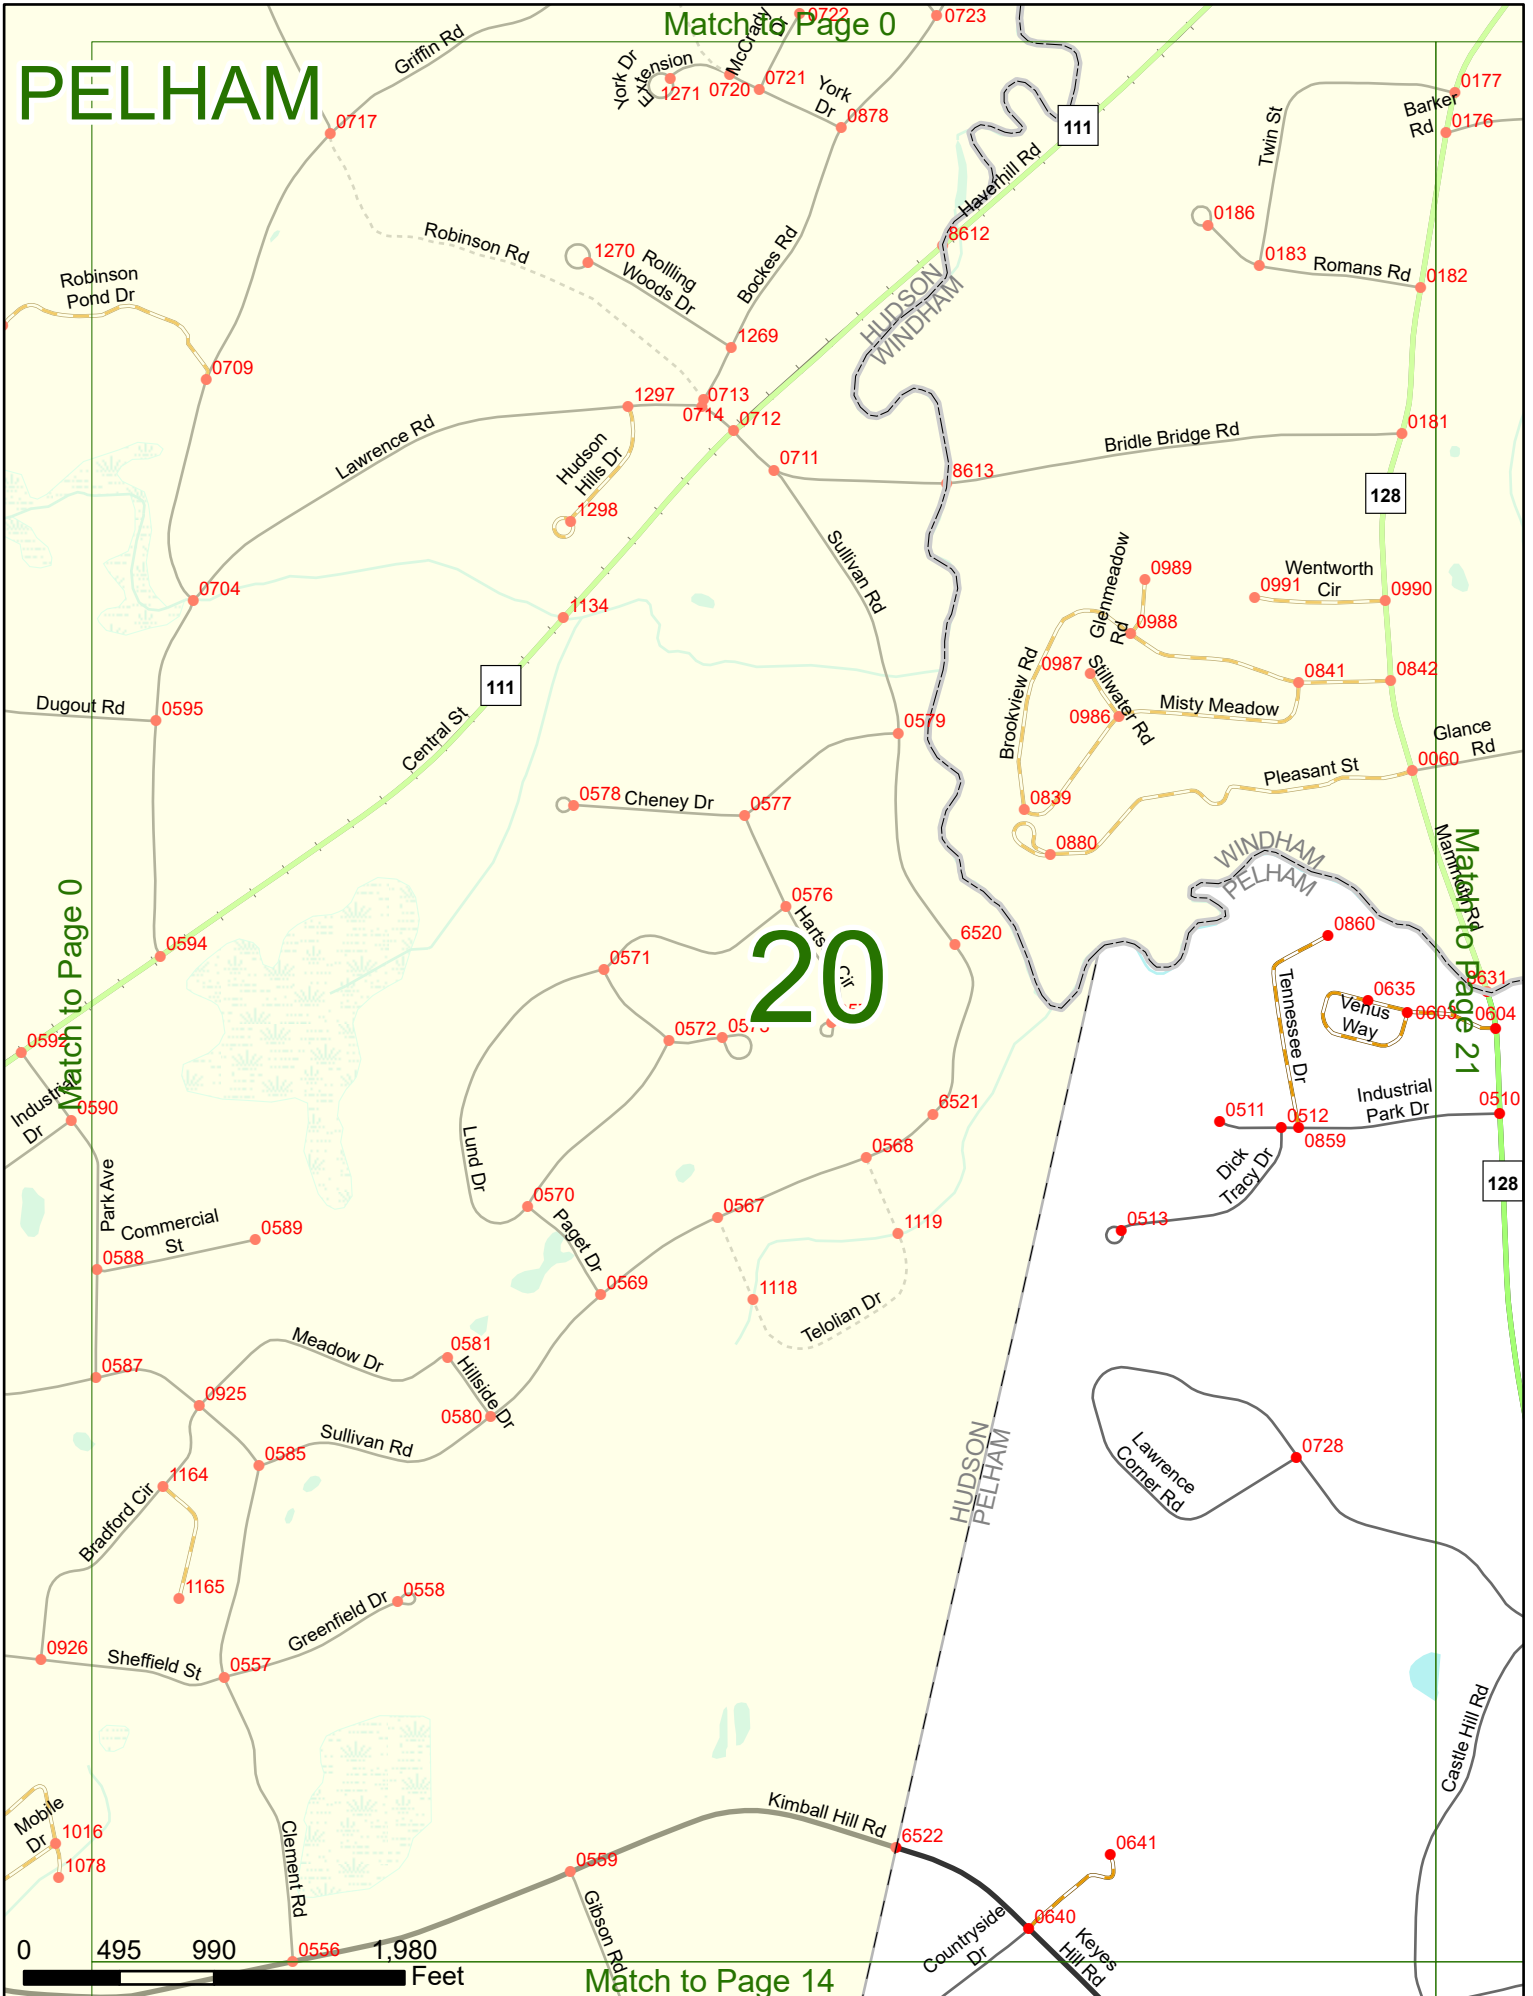 Match to Page 0
PELHAM
Griffin Rd
York Dr
Extension
McCrady
Dr
0722
0723
1271
0720
0721
York
Dr
0878
0717
111
Haverhill Rd
Twin St
0177
Barker
Rd
0176
0186
0183
Romans Rd
0182
Robinson Rd
1270
Rollling
Woods Dr
Bockes Rd
8612
HUDSON
WINDHAM
Robinson
Pond Dr
0709
1269
1297
0713
0714
0712
Lawrence Rd
Hudson
Hills Dr
1298
0711
8613
Bridle Bridge Rd
0181
128
Sullivan Rd
0704
1134
Glenmeadow
Rd
0989
0988
0991
Wentworth
Cir
0990
111
Dugout Rd
0595
Central St
0987
Stillwater Rd
0986
Brookview Rd
Misty Meadow
0841
0842
0579
Glance
Rd
0060
Pleasant St
0578
Cheney Dr
0577
0839
0880
Mammoth Rd
WINDHAM
PELHAM
Match to Page 0
Match to Page 21
0594
0576
Harts
Cir
20
0571
6520
0860
0572
Tennessee Dr
0635
Venus
Way
0603
0604
0592
Industrial
Dr
0590
Park Ave
Lund Dr
6521
0568
0511
0512
0859
Industrial
Park Dr
0510
Dick
Tracy Dr
128
0513
0570
Paget Dr
0567
1119
Commercial
St
0589
0588
0569
1118
Telolian Dr
Meadow Dr
0581
Hillside Dr
0580
0587
0925
Sullivan Rd
0585
HUDSON
PELHAM
Lawrence
Corner Rd
0728
1164
Bradford Cir
1165
Greenfield Dr
0558
0926
Sheffield St
0557
Castle Hill Rd
Mobile
Dr
1016
1078
Clement Rd
Kimball Hill Rd
6522
0559
Gibson Rd
0641
0640
Countryside
Dr
Keyes
Hill Rd
0556
0 495 990 1,980
Feet
Match to Page 14